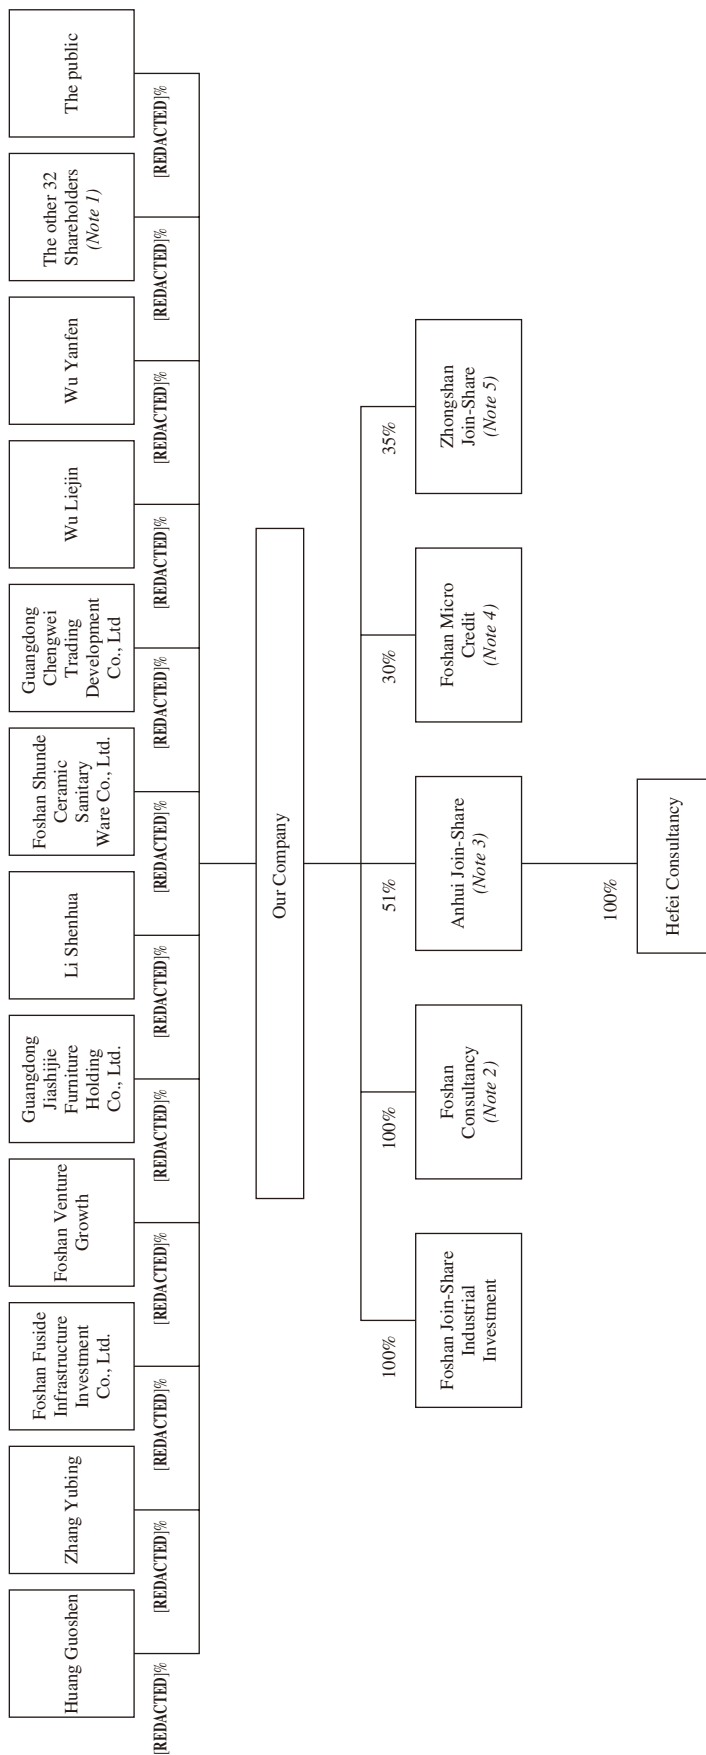 Huang Guoshen
Zhang Yubing
Foshan Fuside
Infrastructure
Investment
Co., Ltd.
Foshan Venture
Growth
Guangdong
Jiashijie
Furniture
Holding
Co., Ltd.
Li Shenhua
Foshan Shunde
Ceramic
Sanitary
Ware Co., Ltd.
Guangdong
Chengwei
Trading
Development
Co., Ltd
Wu Liejin
Wu Yanfen
The other 32
Shareholders
(Note 1)
The public
[REDACTED]%
[REDACTED]%
[REDACTED]%
[REDACTED]%
[REDACTED]%
[REDACTED]%
[REDACTED]%
[REDACTED]%
[REDACTED]%
[REDACTED]%
[REDACTED]%
[REDACTED]%
Our Company
100%
100%
51%
30%
35%
Foshan Join-Share
Industrial
Investment
Foshan
Consultancy
(Note 2)
Anhui Join-Share
(Note 3)
Foshan Micro
Credit
(Note 4)
Zhongshan
Join-Share
(Note 5)
100%
Hefei Consultancy